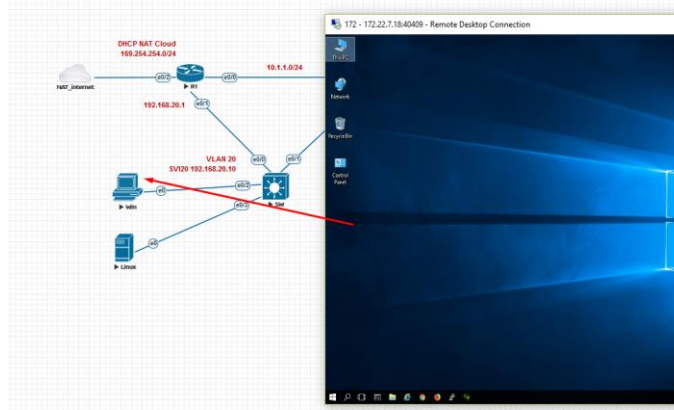 172 - 172.22.7.18:40409 - Remote Desktop Connection
DHCP NAT Cloud
169.254.254.0/24
10.1.1.0/24
NAT_internet
e0/2
R1
e0/0
192.168.20.1
e0/1
VLAN 20
SVI20 192.168.20.10
e0/0
e0/1
e0
e0/2
Win
SW
e0/3
e0
Linux
This PC
Network
Recycle Bin
Control
Panel